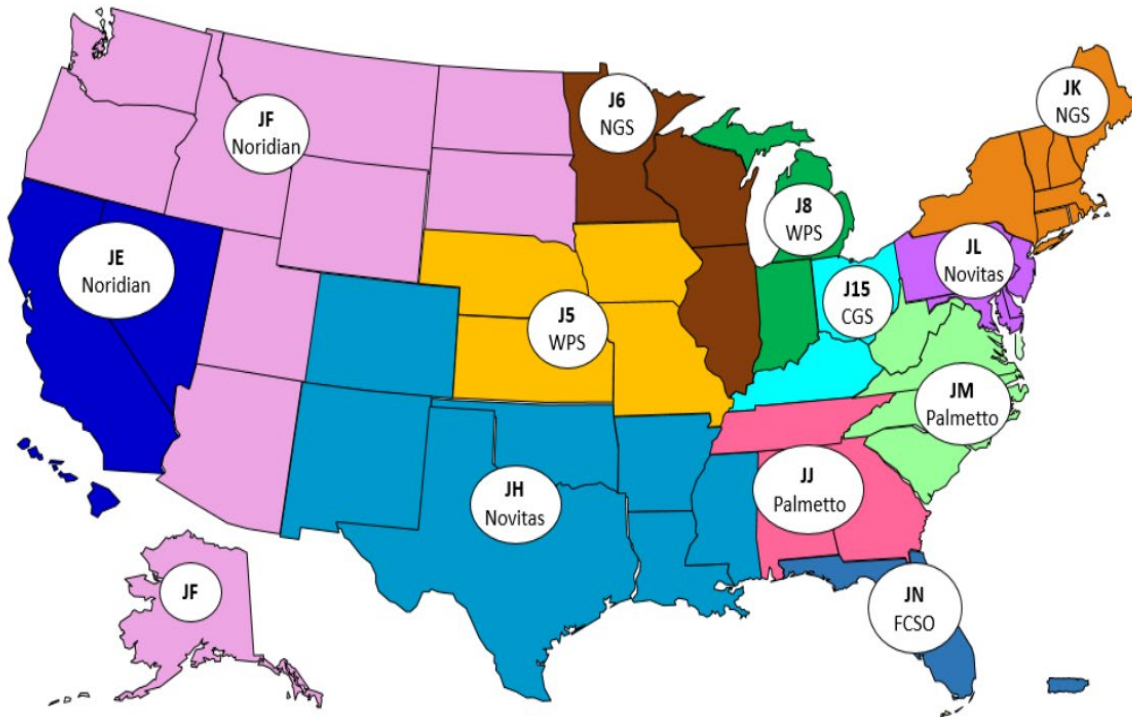 JF
Noridian
J6
NGS
JK
NGS
J8
WPS
JE
Noridian
JL
Novitas
J15
CGS
J5
WPS
JM
Palmetto
JH
Novitas
JJ
Palmetto
JF
JN
FCSO